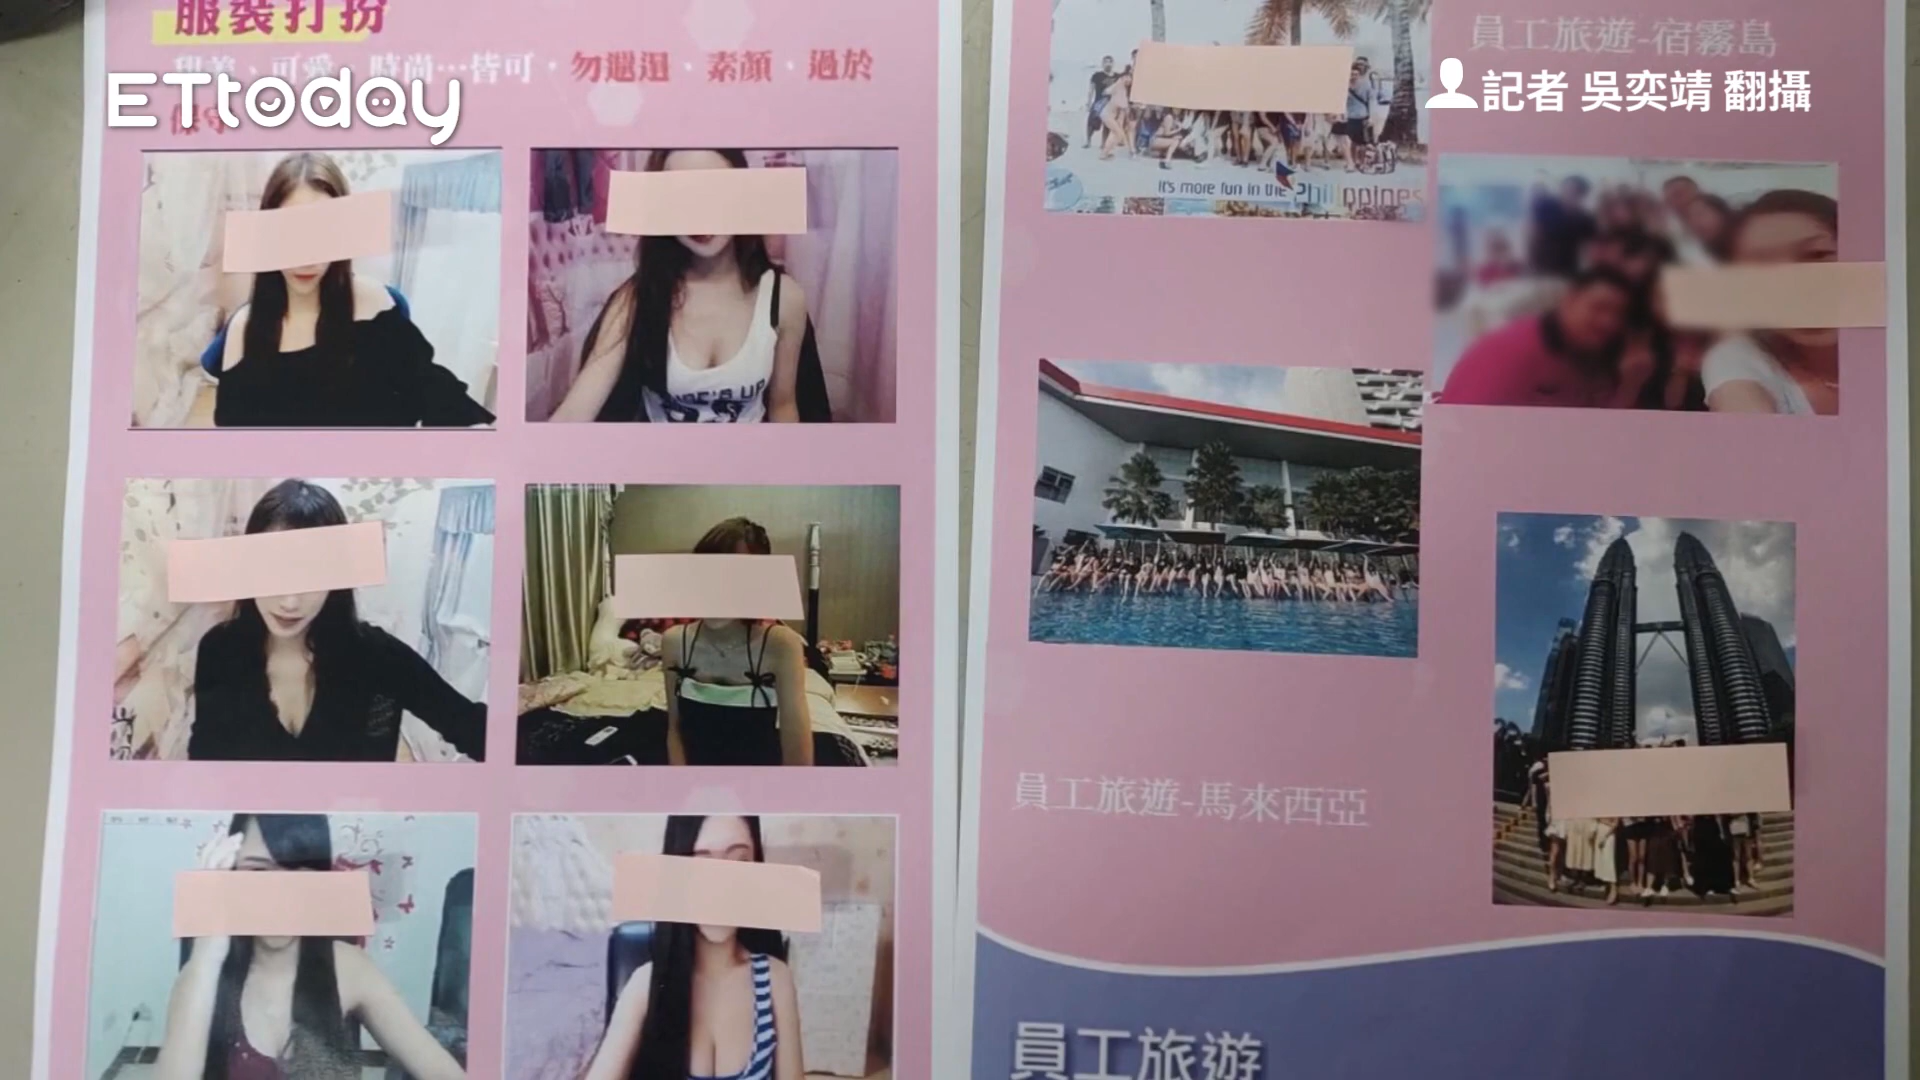 服裝打扮
甜美、可愛、時尚…皆可，勿邋遢、素顏、過於
保守
ETtoday
員工旅遊-宿霧島
記者 吳奕靖 翻攝
It's more fun in the Philippines
員工旅遊-馬來西亞
員工旅遊